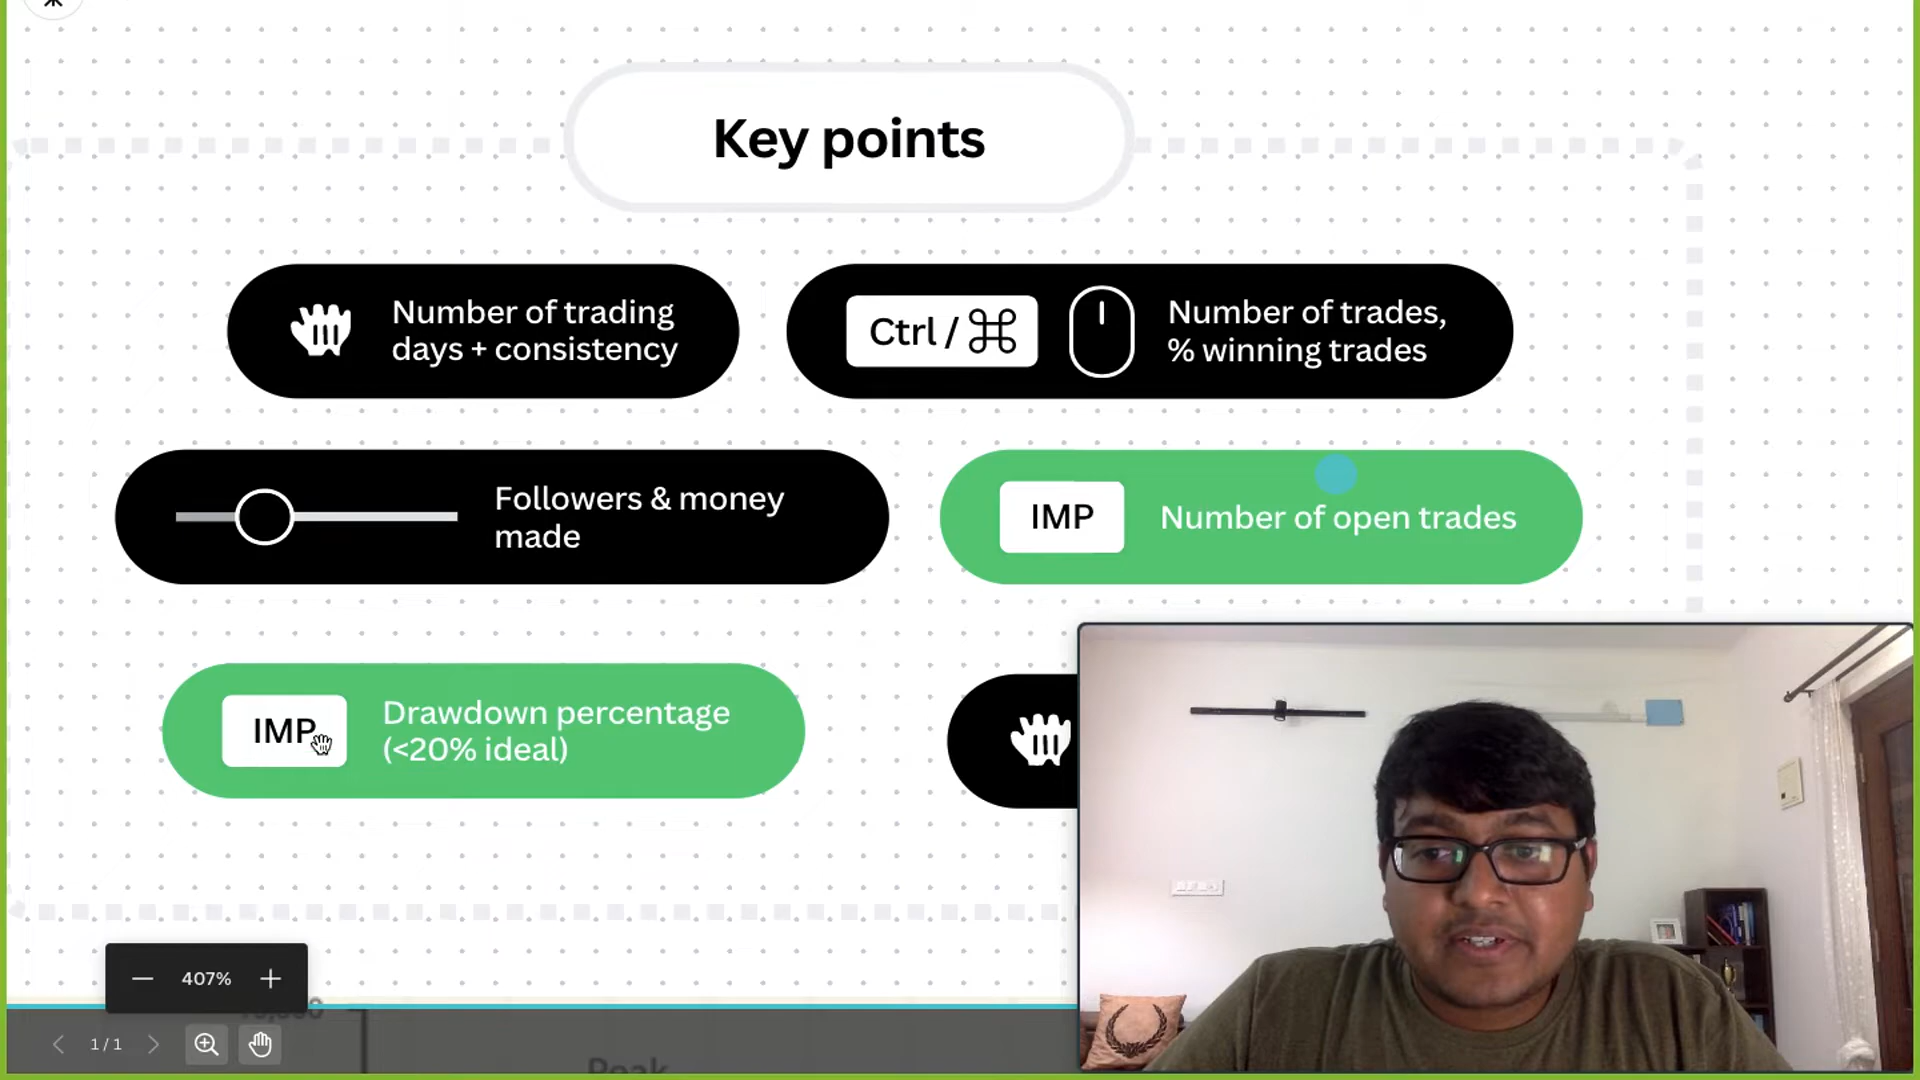 Key points
Number of trading
days + consistency
Ctrl / ⌘
Number of trades,
% winning trades
Followers & money
made
IMP
Number of open trades
IMP
Drawdown percentage
(<20% ideal)
407%
1 / 1
Peak